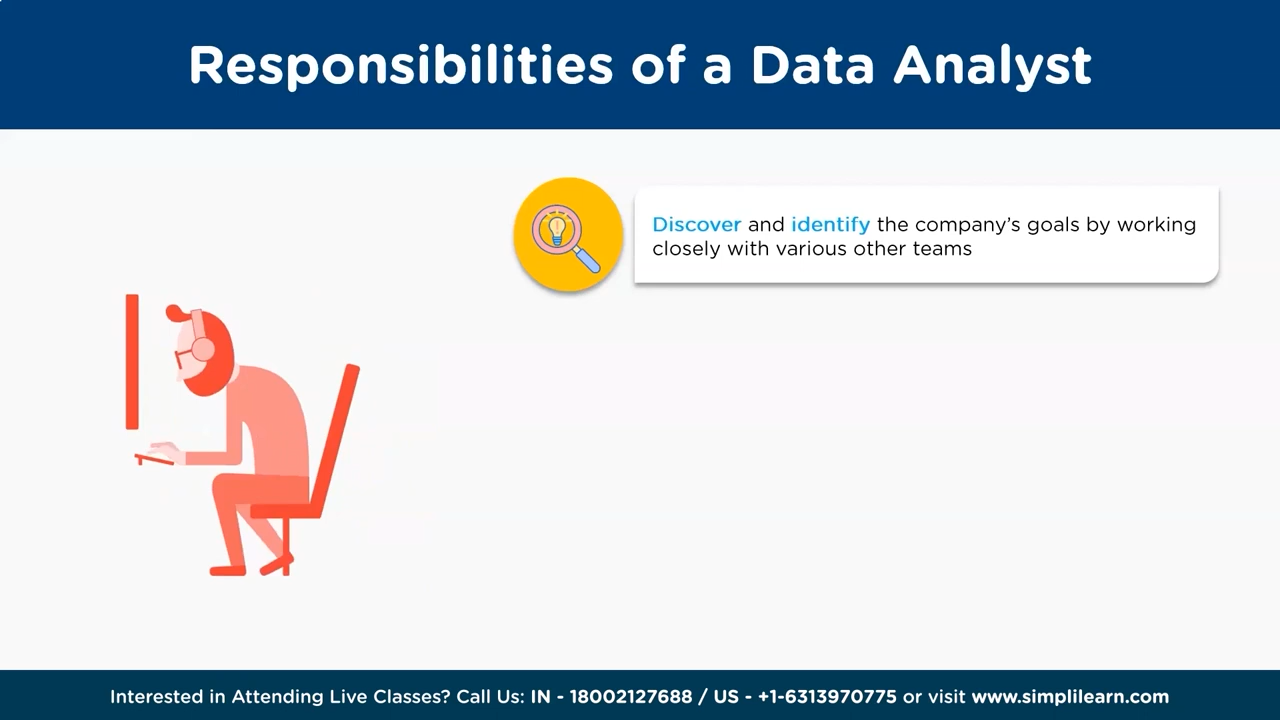 Responsibilities of a Data Analyst
Discover and identify the company's goals by working
closely with various other teams
Interested in Attending Live Classes? Call Us: IN - 18002127688 / US - +1-6313970775 or visit www.simplilearn.com